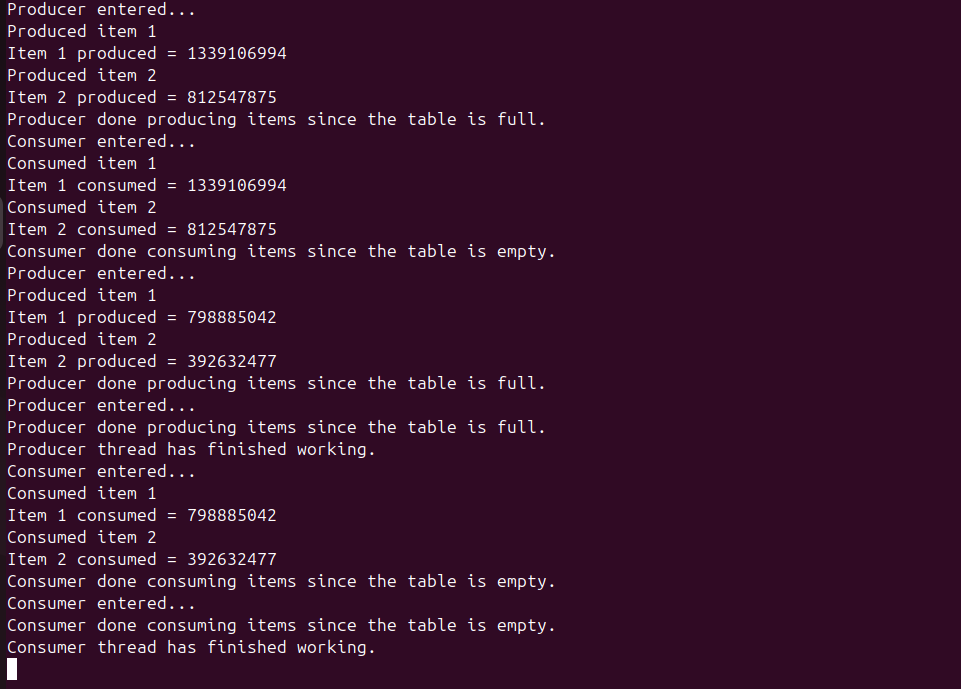 Producer entered...
Produced item 1
Item 1 produced = 1339106994
Produced item 2
Item 2 produced = 812547875
Producer done producing items since the table is full.
Consumer entered...
Consumed item 1
Item 1 consumed = 1339106994
Consumed item 2
Item 2 consumed = 812547875
Consumer done consuming items since the table is empty.
Producer entered...
Produced item 1
Item 1 produced = 798885042
Produced item 2
Item 2 produced = 392632477
Producer done producing items since the table is full.
Producer entered...
Producer done producing items since the table is full.
Producer thread has finished working.
Consumer entered...
Consumed item 1
Item 1 consumed = 798885042
Consumed item 2
Item 2 consumed = 392632477
Consumer done consuming items since the table is empty.
Consumer entered...
Consumer done consuming items since the table is empty.
Consumer thread has finished working.